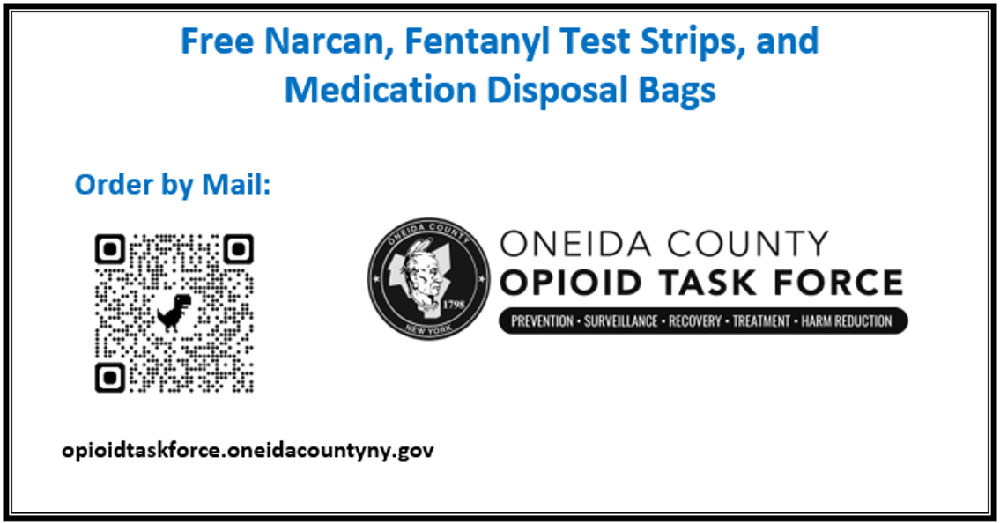 Free Narcan, Fentanyl Test Strips, and
Medication Disposal Bags
Order by Mail:
ONEIDA COUNTY
1798
NEW YORK
ONEIDA COUNTY
OPIOID TASK FORCE
PREVENTION • SURVEILLANCE • RECOVERY • TREATMENT • HARM REDUCTION
opioidtaskforce.oneidacountyny.gov